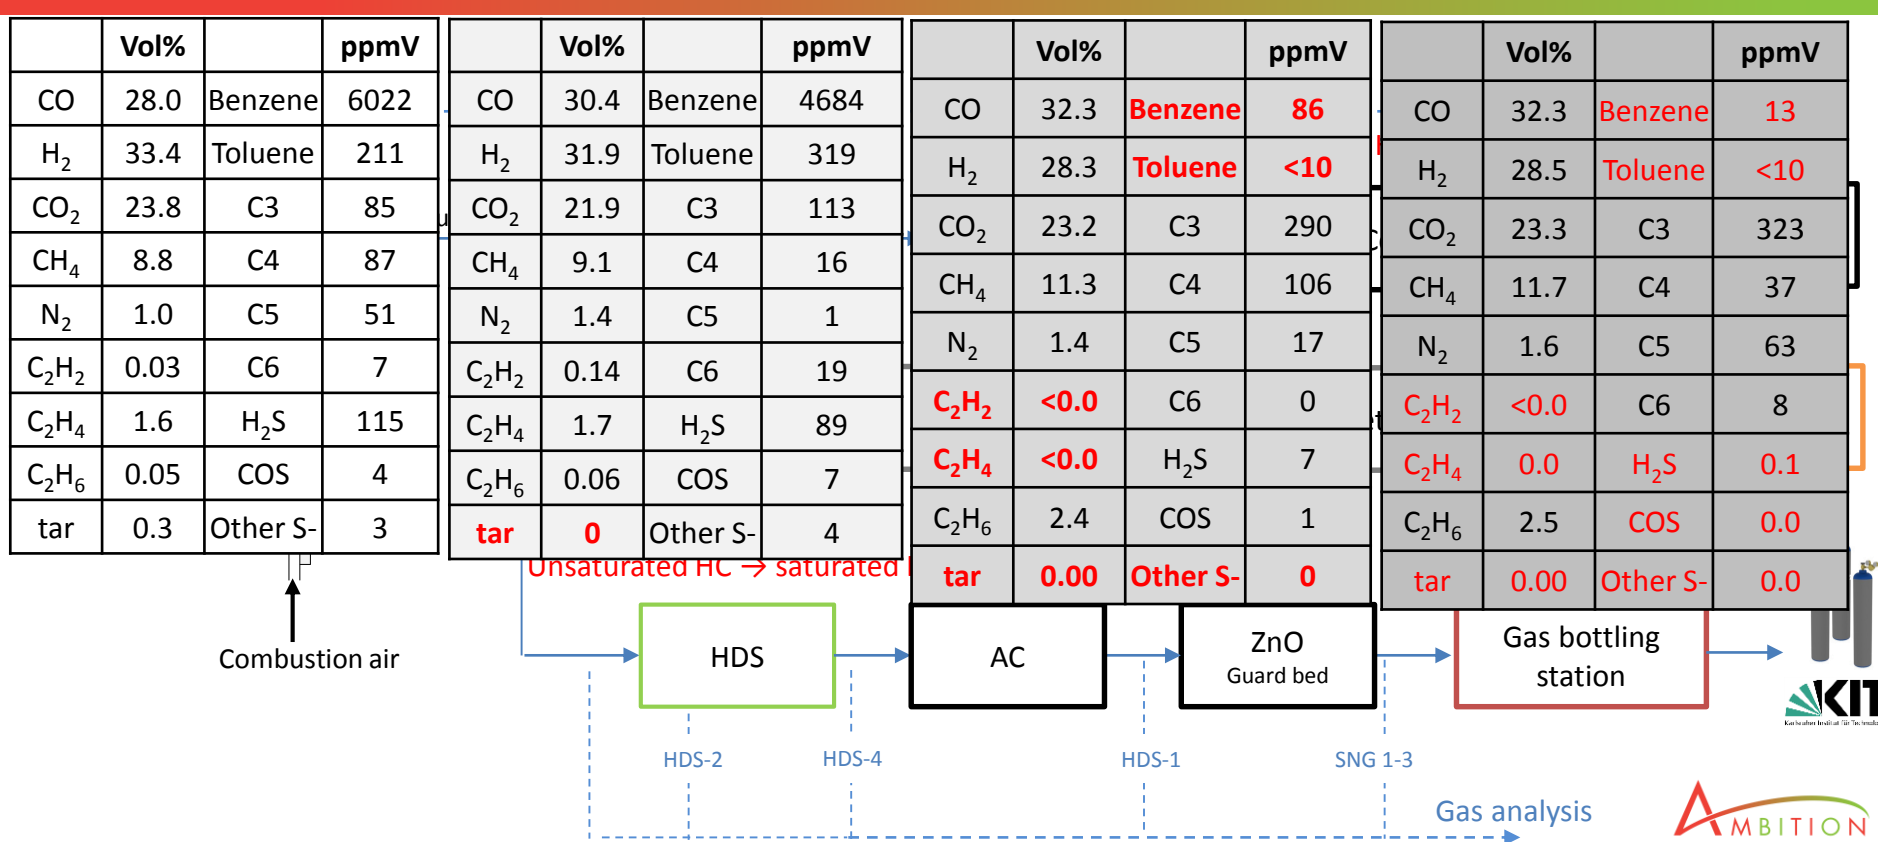 Vol% ppmV
CO 28.0 Benzene 6022
H₂ 33.4 Toluene 211
CO₂ 23.8 C3 85
CH₄ 8.8 C4 87
N₂ 1.0 C5 51
C₂H₂ 0.03 C6 7
C₂H₄ 1.6 H₂S 115
C₂H₆ 0.05 COS 4
tar 0.3 Other S- 3
Vol% ppmV
CO 30.4 Benzene 4684
H₂ 31.9 Toluene 319
CO₂ 21.9 C3 113
CH₄ 9.1 C4 16
N₂ 1.4 C5 1
C₂H₂ 0.14 C6 19
C₂H₄ 1.7 H₂S 89
C₂H₆ 0.06 COS 7
tar 0 Other S- 4
Vol% ppmV
CO 32.3 Benzene 86
H₂ 28.3 Toluene <10
CO₂ 23.2 C3 290
CH₄ 11.3 C4 106
N₂ 1.4 C5 17
C₂H₂ <0.0 C6 0
C₂H₄ <0.0 H₂S 7
C₂H₆ 2.4 COS 1
tar 0.00 Other S- 0
Vol% ppmV
CO 32.3 Benzene 13
H₂ 28.5 Toluene <10
CO₂ 23.3 C3 323
CH₄ 11.7 C4 37
N₂ 1.6 C5 63
C₂H₂ <0.0 C6 8
C₂H₄ 0.0 H₂S 0.1
C₂H₆ 2.5 COS 0.0
tar 0.00 Other S- 0.0
Unsaturated HC → saturated
Combustion air
HDS
AC
ZnO
Guard bed
Gas bottling
station
KIT
HDS-2
HDS-4
HDS-1
SNG 1-3
Gas analysis
AMBITION